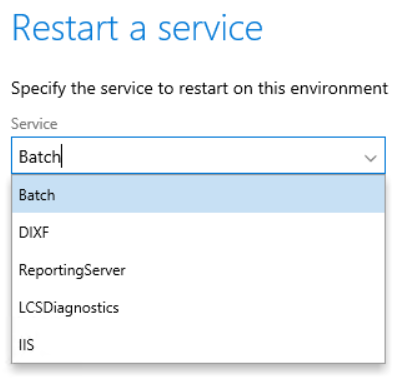 Restart a service
Specify the service to restart on this environment
Service
Batch
Batch
DIXF
ReportingServer
LCSDiagnostics
IIS